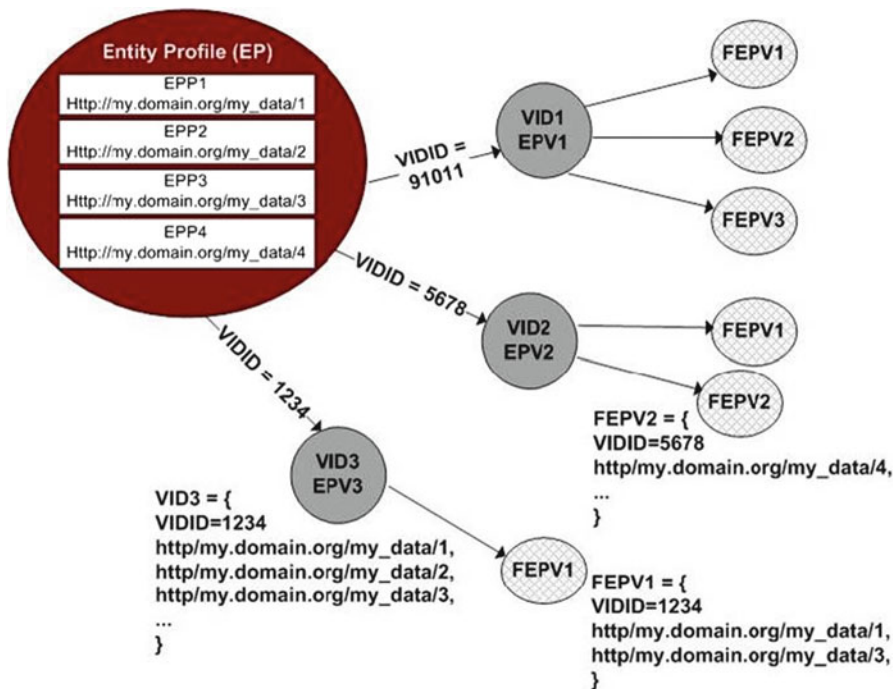 Entity Profile (EP)
EPP1
Http://my.domain.org/my_data/1
EPP2
Http://my.domain.org/my_data/2
EPP3
Http://my.domain.org/my_data/3
EPP4
Http://my.domain.org/my_data/4
VIDID =
91011
VID1
EPV1
FEPV1
FEPV2
FEPV3
VIDID = 5678
VID2
EPV2
FEPV1
FEPV2
FEPV2 = {
VIDID=5678
http/my.domain.org/my_data/4,
...
}
VIDID = 1234
VID3
EPV3
VID3 = {
VIDID=1234
http/my.domain.org/my_data/1,
http/my.domain.org/my_data/2,
http/my.domain.org/my_data/3,
...
}
FEPV1
FEPV1 = {
VIDID=1234
http/my.domain.org/my_data/1,
http/my.domain.org/my_data/3,
}